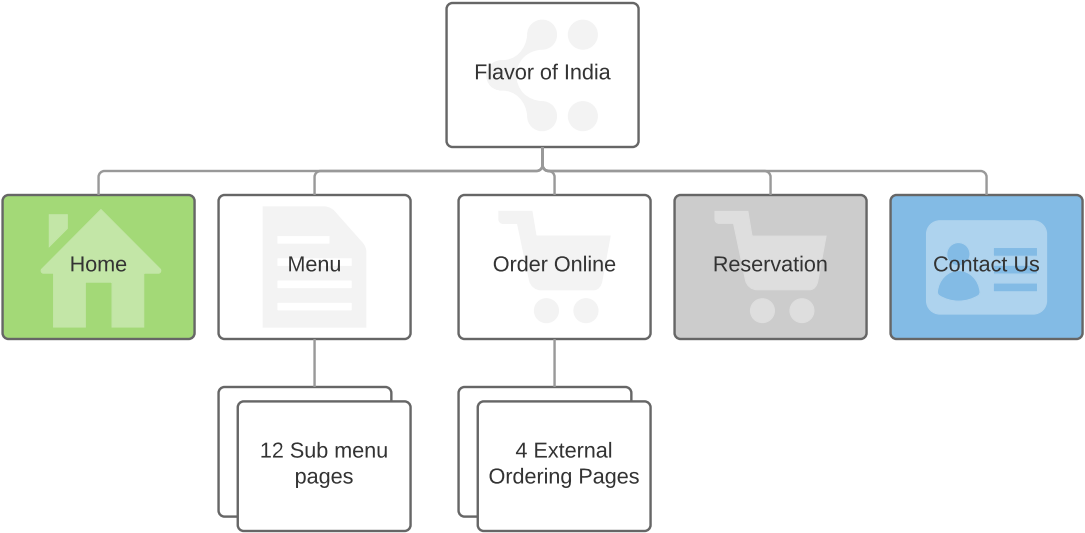 Flavor of India
Home
Menu
Order Online
Reservation
Contact Us
12 Sub menu
pages
4 External
Ordering Pages